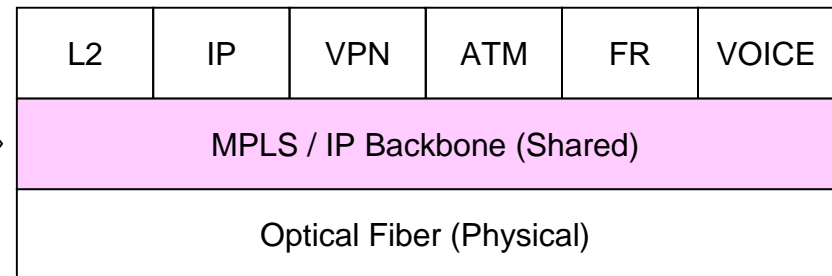 L2 IP VPN ATM FR VOICE
MPLS / IP Backbone (Shared)
Optical Fiber (Physical)